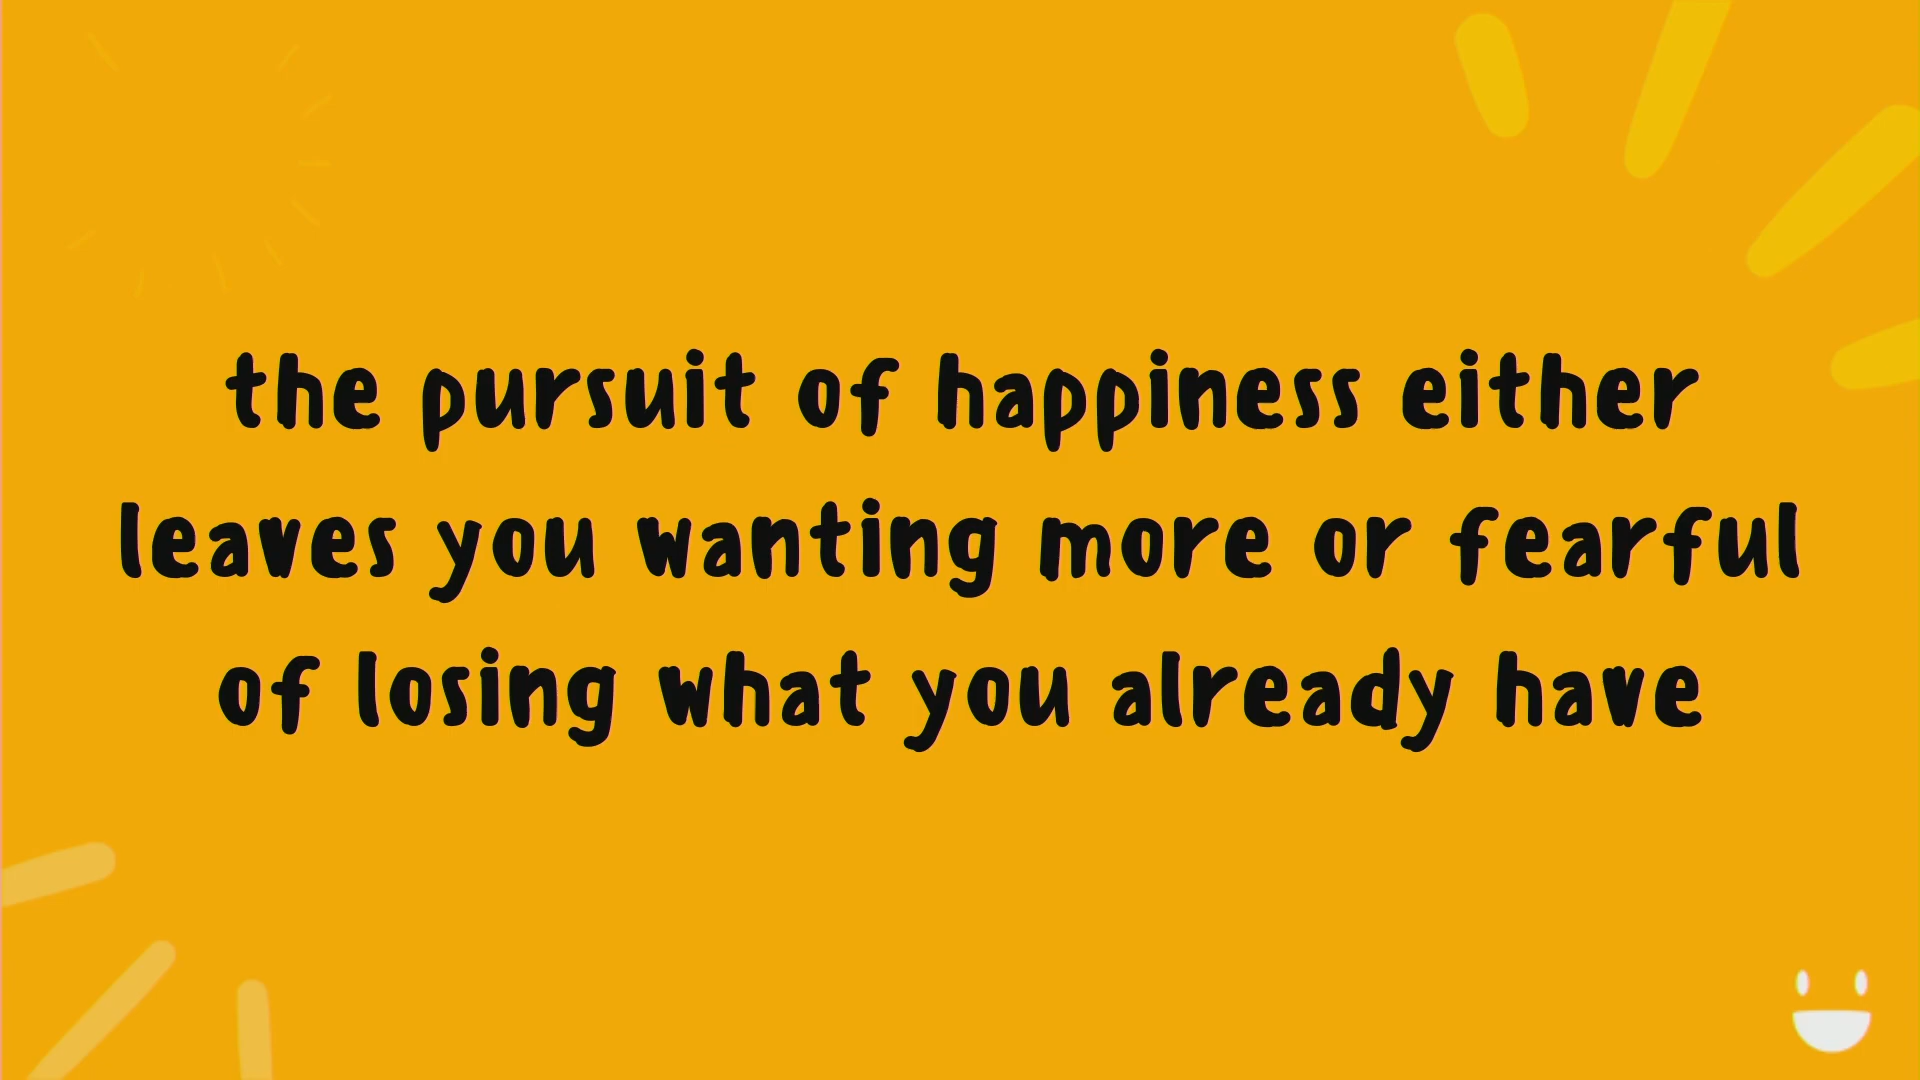 the pursuit of happiness either
leaves you wanting more or fearful
of losing what you already have